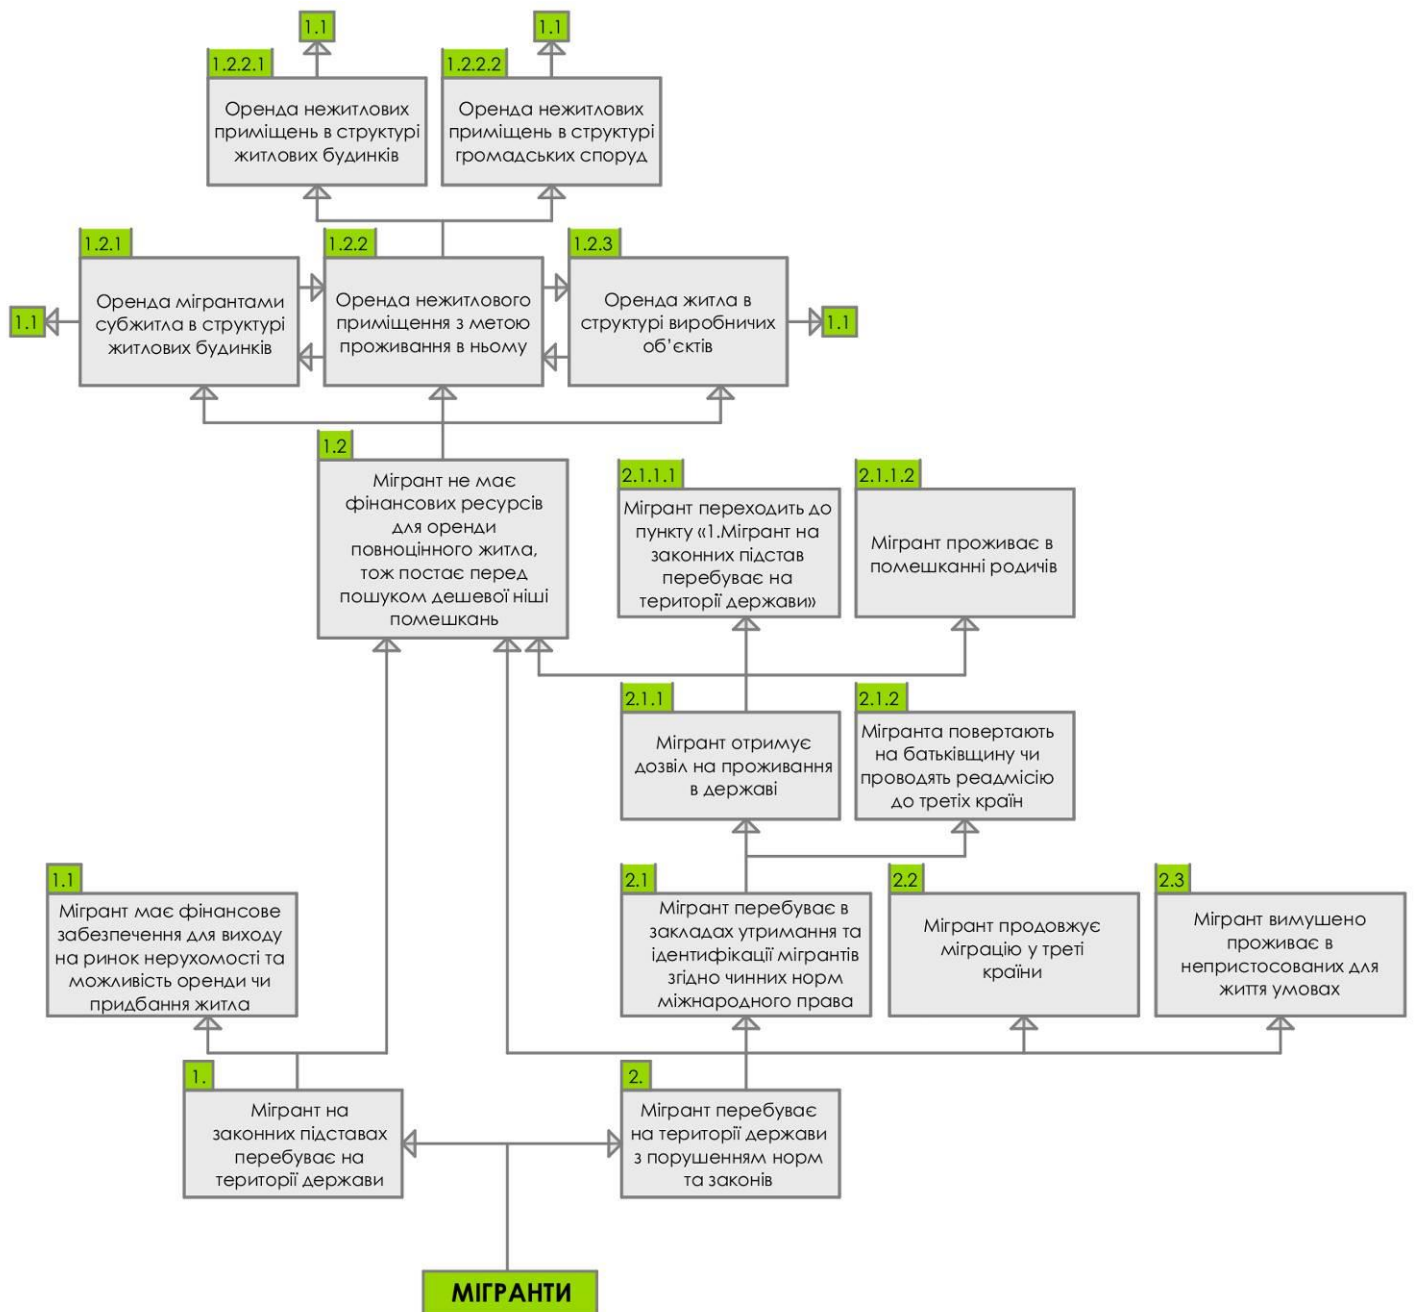 1.1
1.1
1.2.2.1
1.2.2.2
Оренда нежитлових
приміщень в структурі
житлових будинків
Оренда нежитлових
приміщень в структурі
громадських споруд
1.2.1
1.2.2
1.2.3
1.1
Оренда мігрантами
субжитла в структурі
житлових будинків
Оренда нежитлового
приміщення з метою
проживання в ньому
Оренда житла в
структурі виробничих
об’єктів
1.1
1.2
Мігрант не має
фінансових ресурсів
для оренди
повноцінного житла,
тож постає перед
пошуком дешевої ніші
помешкань
2.1.1.1
Мігрант переходить до
пункту «1.Мігрант на
законних підстав
перебуває на
території держави»
2.1.1.2
Мігрант проживає в
помешканні родичів
2.1.1
Мігрант отримує
дозвіл на проживання
в державі
2.1.2
Мігранта повертають
на батьківщину чи
проводять реадмісію
до третіх країн
1.1
Мігрант має фінансове
забезпечення для виходу
на ринок нерухомості та
можливість оренди чи
придбання житла
2.1
Мігрант перебуває в
закладах утримання та
ідентифікації мігрантів
згідно чинних норм
міжнародного права
2.2
Мігрант продовжує
міграцію у треті
країни
2.3
Мігрант вимушено
проживає в
непристосованих для
життя умовах
1.
Мігрант на
законних підставах
перебуває на
території держави
2.
Мігрант перебуває
на території держави
з порушенням норм
та законів
МІГРАНТИ